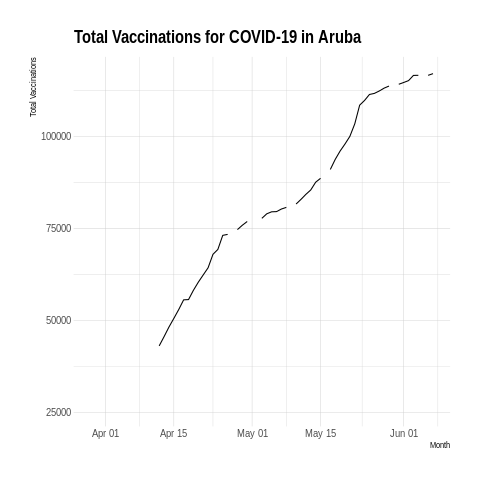 Total Vaccinations for COVID-19 in Aruba
Total Vaccinations
100000
75000
50000
25000
Apr 01 Apr 15 May 01 May 15 Jun 01
Month